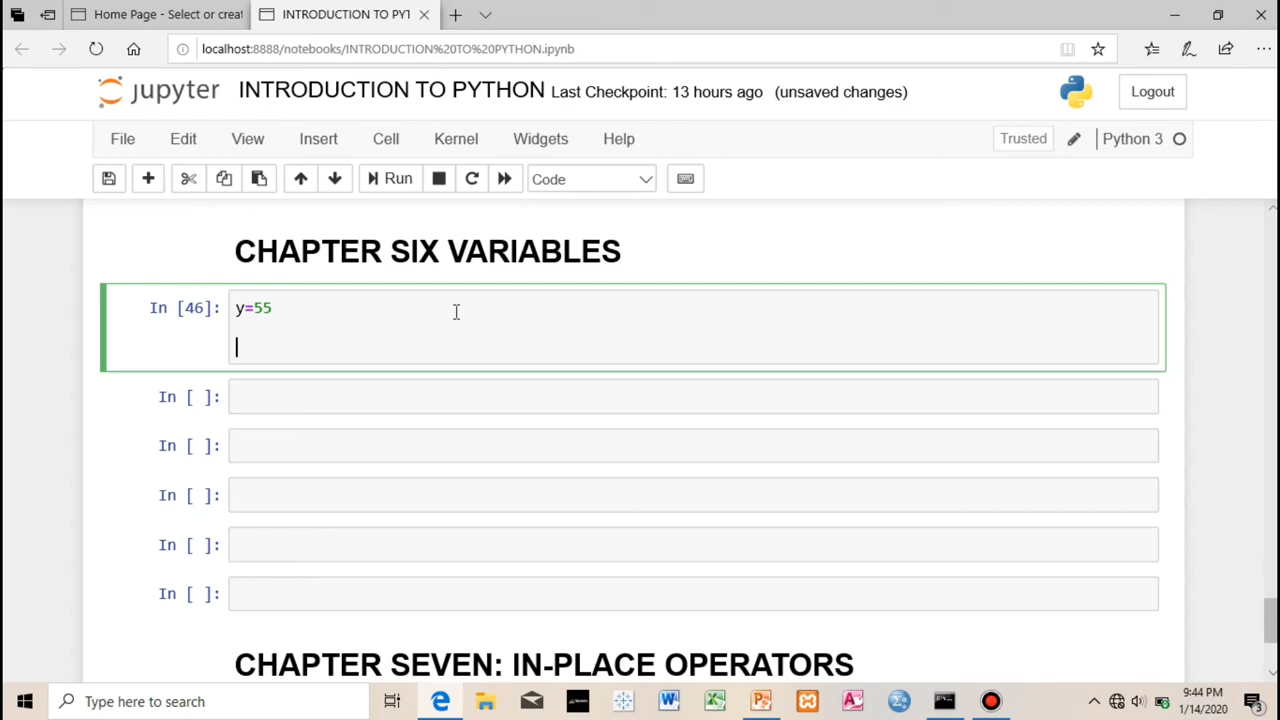 Home Page - Select or creat
INTRODUCTION TO PYT
localhost:8888/notebooks/INTRODUCTION%20TO%20PYTHON.ipynb
jupyter INTRODUCTION TO PYTHON Last Checkpoint: 13 hours ago (unsaved changes)
Logout
File Edit View Insert Cell Kernel Widgets Help
Trusted
Python 3
Run
Code
CHAPTER SIX VARIABLES
In [46]: y=55
In [ ]:
In [ ]:
In [ ]:
In [ ]:
In [ ]:
CHAPTER SEVEN: IN-PLACE OPERATORS
Type here to search
9:44 PM
1/14/2020
3